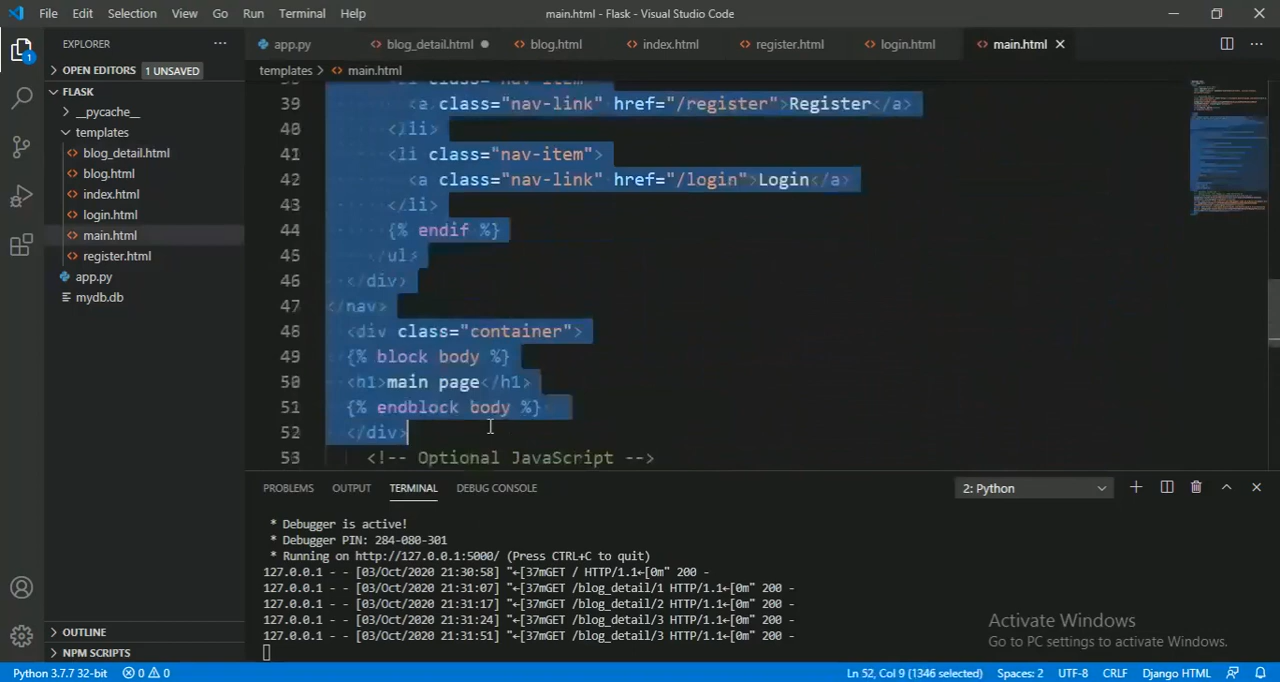 File Edit Selection View Go Run Terminal Help
main.html - Flask - Visual Studio Code
EXPLORER
app.py
blog_detail.html
blog.html
index.html
register.html
login.html
main.html
OPEN EDITORS 1 UNSAVED
templates > main.html
FLASK
__pycache__
templates
blog_detail.html
blog.html
index.html
login.html
main.html
register.html
app.py
mydb.db
39 <a class="nav-link" href="/register">Register</a>
40 </li>
41 <li class="nav-item">
42 <a class="nav-link" href="/login">Login</a>
43 </li>
44 {% endif %}
45 </ul>
46 </div>
47 </nav>
48 <div class="container">
49 {% block body %}
50 <h1>main page</h1>
51 {% endblock body %}
52 </div>
53 <!-- Optional JavaScript -->
PROBLEMS OUTPUT TERMINAL DEBUG CONSOLE
2: Python
* Debugger is active!
* Debugger PIN: 284-080-301
* Running on http://127.0.0.1:5000/ (Press CTRL+C to quit)
127.0.0.1 - - [03/Oct/2020 21:30:58] "←[37mGET / HTTP/1.1←[0m" 200 -
127.0.0.1 - - [03/Oct/2020 21:31:07] "←[37mGET /blog_detail/1 HTTP/1.1←[0m" 200 -
127.0.0.1 - - [03/Oct/2020 21:31:17] "←[37mGET /blog_detail/2 HTTP/1.1←[0m" 200 -
127.0.0.1 - - [03/Oct/2020 21:31:24] "←[37mGET /blog_detail/3 HTTP/1.1←[0m" 200 -
127.0.0.1 - - [03/Oct/2020 21:31:51] "←[37mGET /blog_detail/3 HTTP/1.1←[0m" 200 -
Activate Windows
Go to PC settings to activate Windows.
OUTLINE
NPM SCRIPTS
Python 3.7.7 32-bit 0 0
Ln 52, Col 9 (1346 selected) Spaces: 2 UTF-8 CRLF Django HTML
1